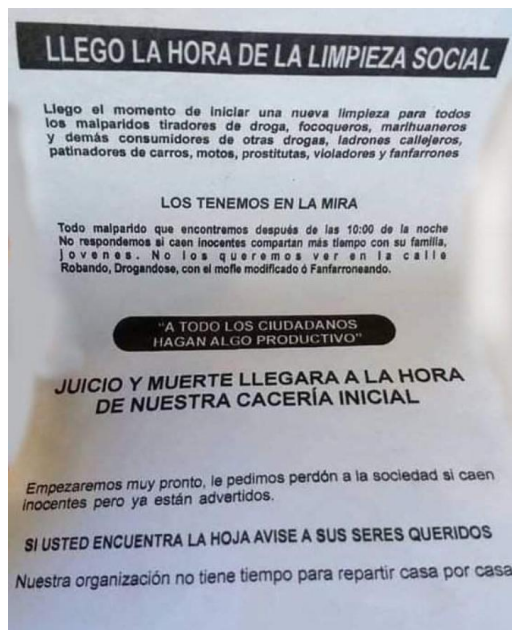 LLEGO LA HORA DE LA LIMPIEZA SOCIAL
Llego el momento de iniciar una nueva limpieza para todos
los malparidos tiradores de droga, focoqueros, marihuaneros
y demás consumidores de otras drogas, ladrones callejeros,
patinadores de carros, motos, prostitutas, violadores y fanfarrones
LOS TENEMOS EN LA MIRA
Todo malparido que encontremos después de las 10:00 de la noche
No respondemos si caen inocentes compartan más tiempo con su familia,
jovenes. No los queremos ver en la calle
Robando, Drogandose, con el mofle modificado ó Fanfarroneando.
"A TODO LOS CIUDADANOS
HAGAN ALGO PRODUCTIVO"
JUICIO Y MUERTE LLEGARA A LA HORA
DE NUESTRA CACERÍA INICIAL
Empezaremos muy pronto, le pedimos perdón a la sociedad si caen
inocentes pero ya están advertidos.
SI USTED ENCUENTRA LA HOJA AVISE A SUS SERES QUERIDOS
Nuestra organización no tiene tiempo para repartir casa por casa